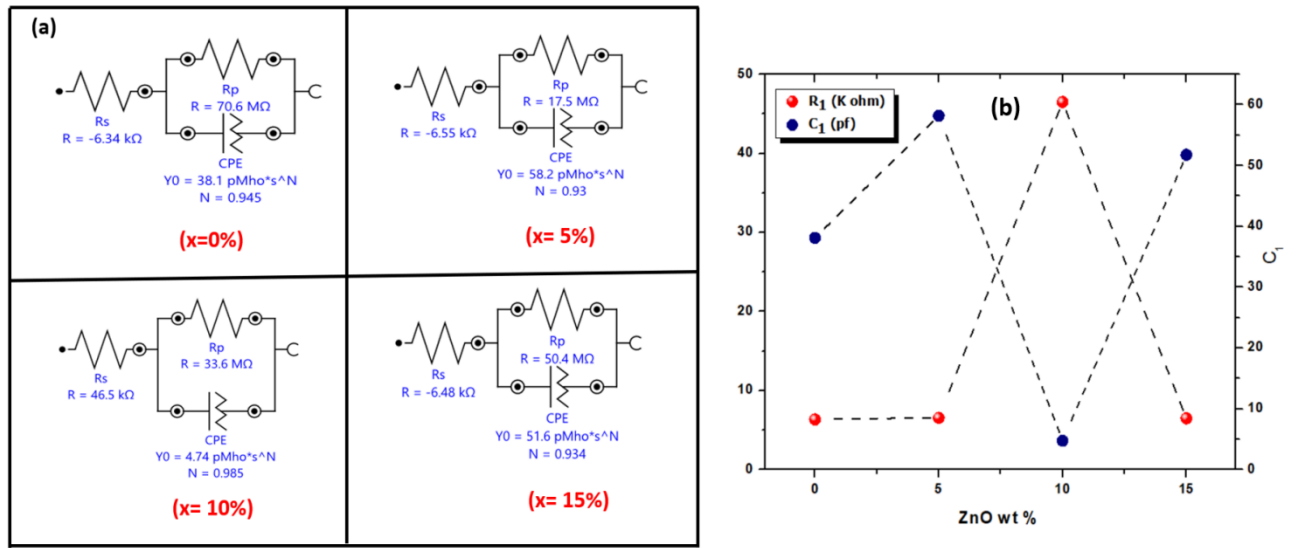 (a)
Rp
R = 70.6 MΩ
Rs
R = -6.34 kΩ
CPE
Y0 = 38.1 pMho*s^N
N = 0.945
(x=0%)
Rp
R = 17.5 MΩ
Rs
R = -6.55 kΩ
CPE
Y0 = 58.2 pMho*s^N
N = 0.93
(x= 5%)
Rp
R = 33.6 MΩ
Rs
R = 46.5 kΩ
CPE
Y0 = 4.74 pMho*s^N
N = 0.985
(x= 10%)
Rp
R = 50.4 MΩ
Rs
R = -6.48 kΩ
CPE
Y0 = 51.6 pMho*s^N
N = 0.934
(x= 15%)
(b)
R₁ (K ohm)
C₁ (pf)
50
40
30
20
10
0
60
50
40
30
20
10
0
C₁
0 5 10 15
ZnO wt %